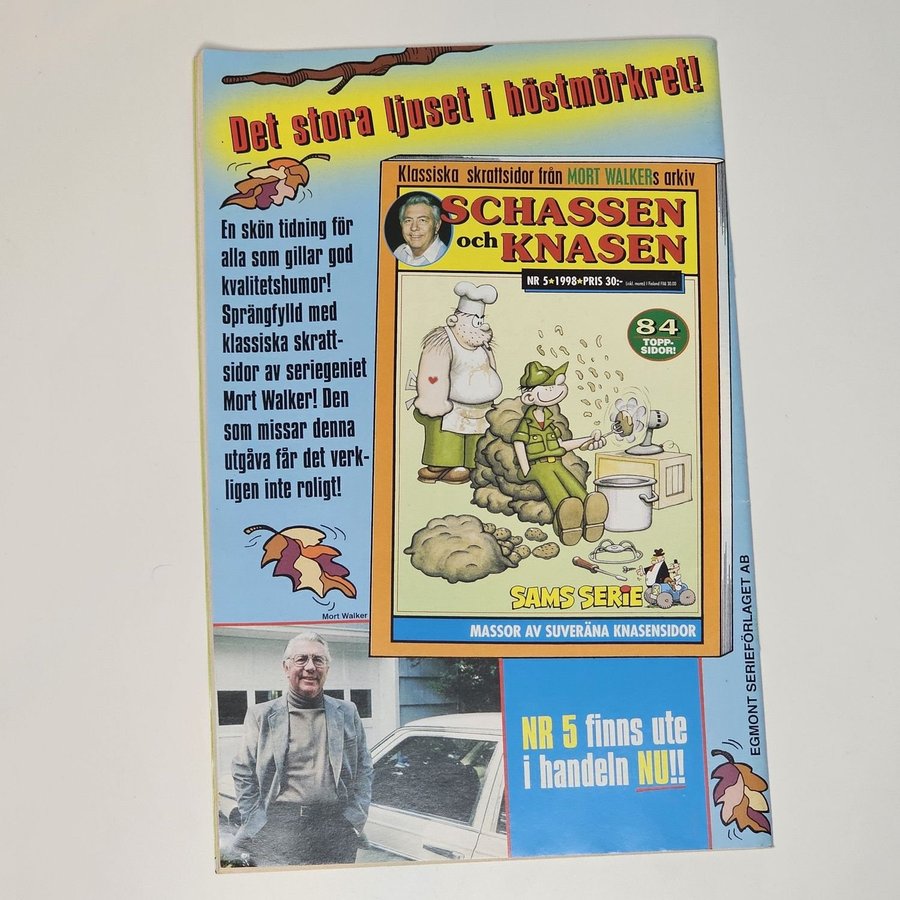 Det stora ljuset i höstmörkret!
En skön tidning för
alla som gillar god
kvalitetshumor!
Sprängfylld med
klassiska skratt-
sidor av seriegeniet
Mort Walker! Den
som missar denna
utgåva får det verk-
ligen inte roligt!
Klassiska skrattsidor från MORT WALKERs arkiv
SCHASSEN
och KNASEN
NR 5★1998★PRIS 30:-
84
TOPP-
SIDOR!
SAMS SERIE
MASSOR AV SUVERÄNA KNASENSIDOR
Mort Walker
NR 5 finns ute
i handeln NU!!
EGMONT SERIEFÖRLAGET AB